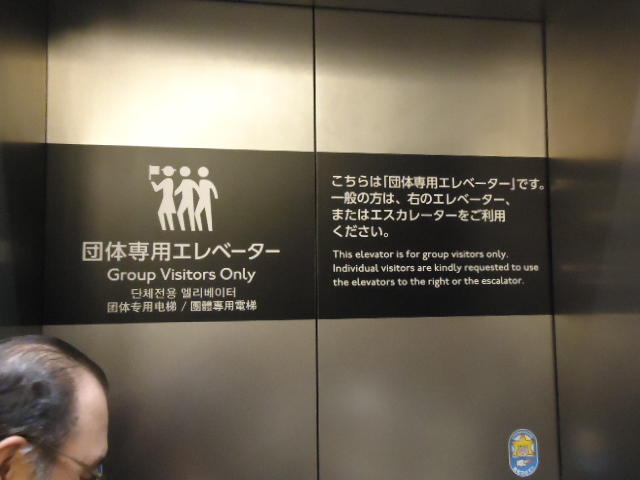 団体専用エレベーター
Group Visitors Only
단체전용 엘리베이터
团体专用电梯 / 團體專用電梯
こちらは「団体専用エレベーター」です。
一般の方は、右のエレベーター、
またはエスカレーターをご利用
ください。
This elevator is for group visitors only.
Individual visitors are kindly requested to use
the elevators to the right or the escalator.